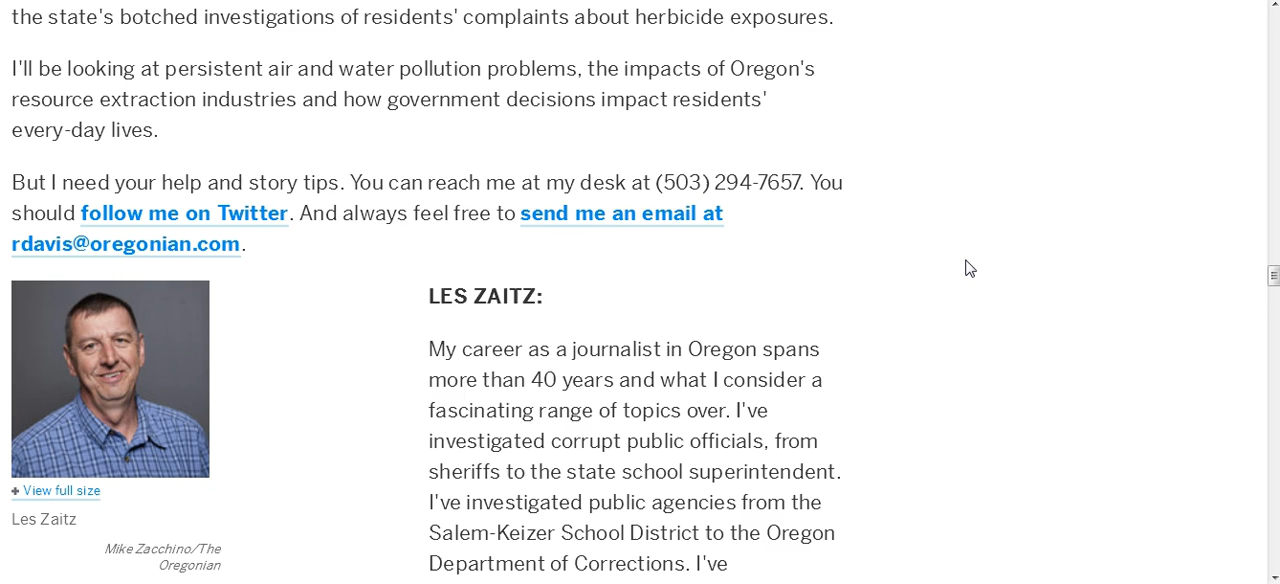 the state's botched investigations of residents' complaints about herbicide exposures.
I'll be looking at persistent air and water pollution problems, the impacts of Oregon's
resource extraction industries and how government decisions impact residents'
every-day lives.
But I need your help and story tips. You can reach me at my desk at (503) 294-7657. You
should follow me on Twitter. And always feel free to send me an email at
rdavis@oregonian.com.
+ View full size
Les Zaitz
Mike Zacchino/The
Oregonian
LES ZAITZ:
My career as a journalist in Oregon spans
more than 40 years and what I consider a
fascinating range of topics over. I've
investigated corrupt public officials, from
sheriffs to the state school superintendent.
I've investigated public agencies from the
Salem-Keizer School District to the Oregon
Department of Corrections. I've